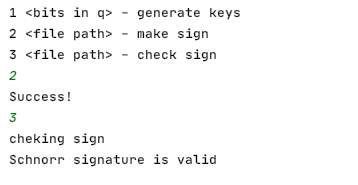 1 <bits in q> - generate keys
2 <file path> - make sign
3 <file path> - check sign
2
Success!
3
cheking sign
Schnorr signature is valid